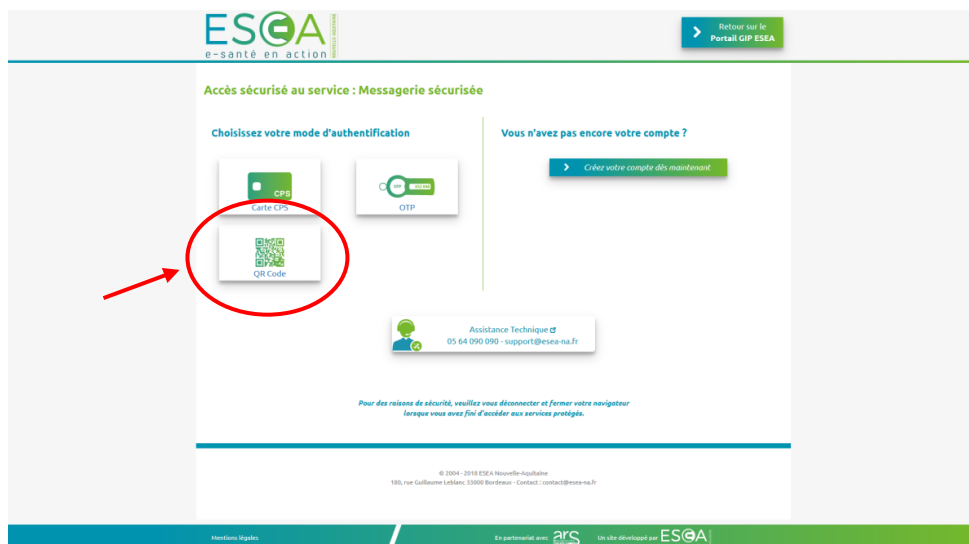 ESEA
NOUVELLE-AQUITAINE
e-santé en action
Retour sur le
Portail GIP ESEA
Accès sécurisé au service : Messagerie sécurisée
Choisissez votre mode d'authentification
Vous n'avez pas encore votre compte ?
Créez votre compte dès maintenant
CPS
Carte CPS
OTP
QR Code
Assistance Technique
05 64 090 090 - support@esea-na.fr
Pour des raisons de sécurité, veuillez vous déconnecter et fermer votre navigateur
lorsque vous avez fini d'accéder aux services protégés.
© 2004 - 2018 ESEA Nouvelle-Aquitaine
180, rue Guillaume Leblanc 33000 Bordeaux - Contact : contact@esea-na.fr
Mentions légales
En partenariat avec
ars
Un site développé par ESEA